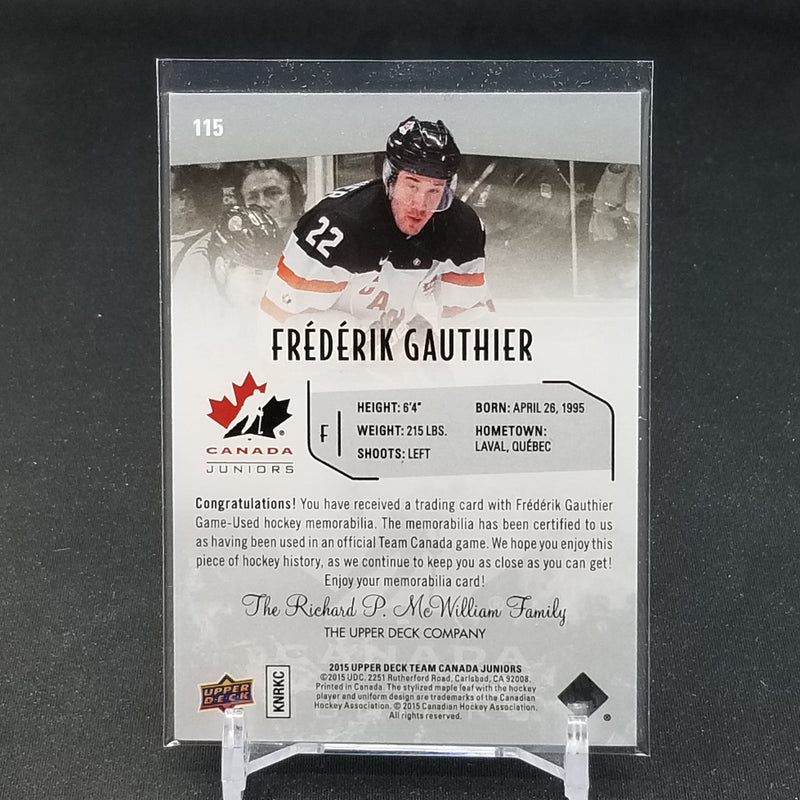 115
22
CANADA
FRÉDÉRIK GAUTHIER
CANADA
JUNIORS
F
HEIGHT: 6'4"
WEIGHT: 215 LBS.
SHOOTS: LEFT
BORN: APRIL 26, 1995
HOMETOWN:
LAVAL, QUÉBEC
Congratulations! You have received a trading card with Frédérik Gauthier
Game-Used hockey memorabilia. The memorabilia has been certified to us
as having been used in an official Team Canada game. We hope you enjoy this
piece of hockey history, as we continue to keep you as close as you can get!
Enjoy your memorabilia card!
The Richard P. McWilliam Family
THE UPPER DECK COMPANY
UPPER
D·E·C·K
KNRKC
2015 UPPER DECK TEAM CANADA JUNIORS
©2015 UDC. 2251 Rutherford Road, Carlsbad, CA 92008.
Printed in Canada. The stylized maple leaf with the hockey
player and uniform design are trademarks of the Canadian
Hockey Association. © 2015 Canadian Hockey Association.
All rights reserved.
®